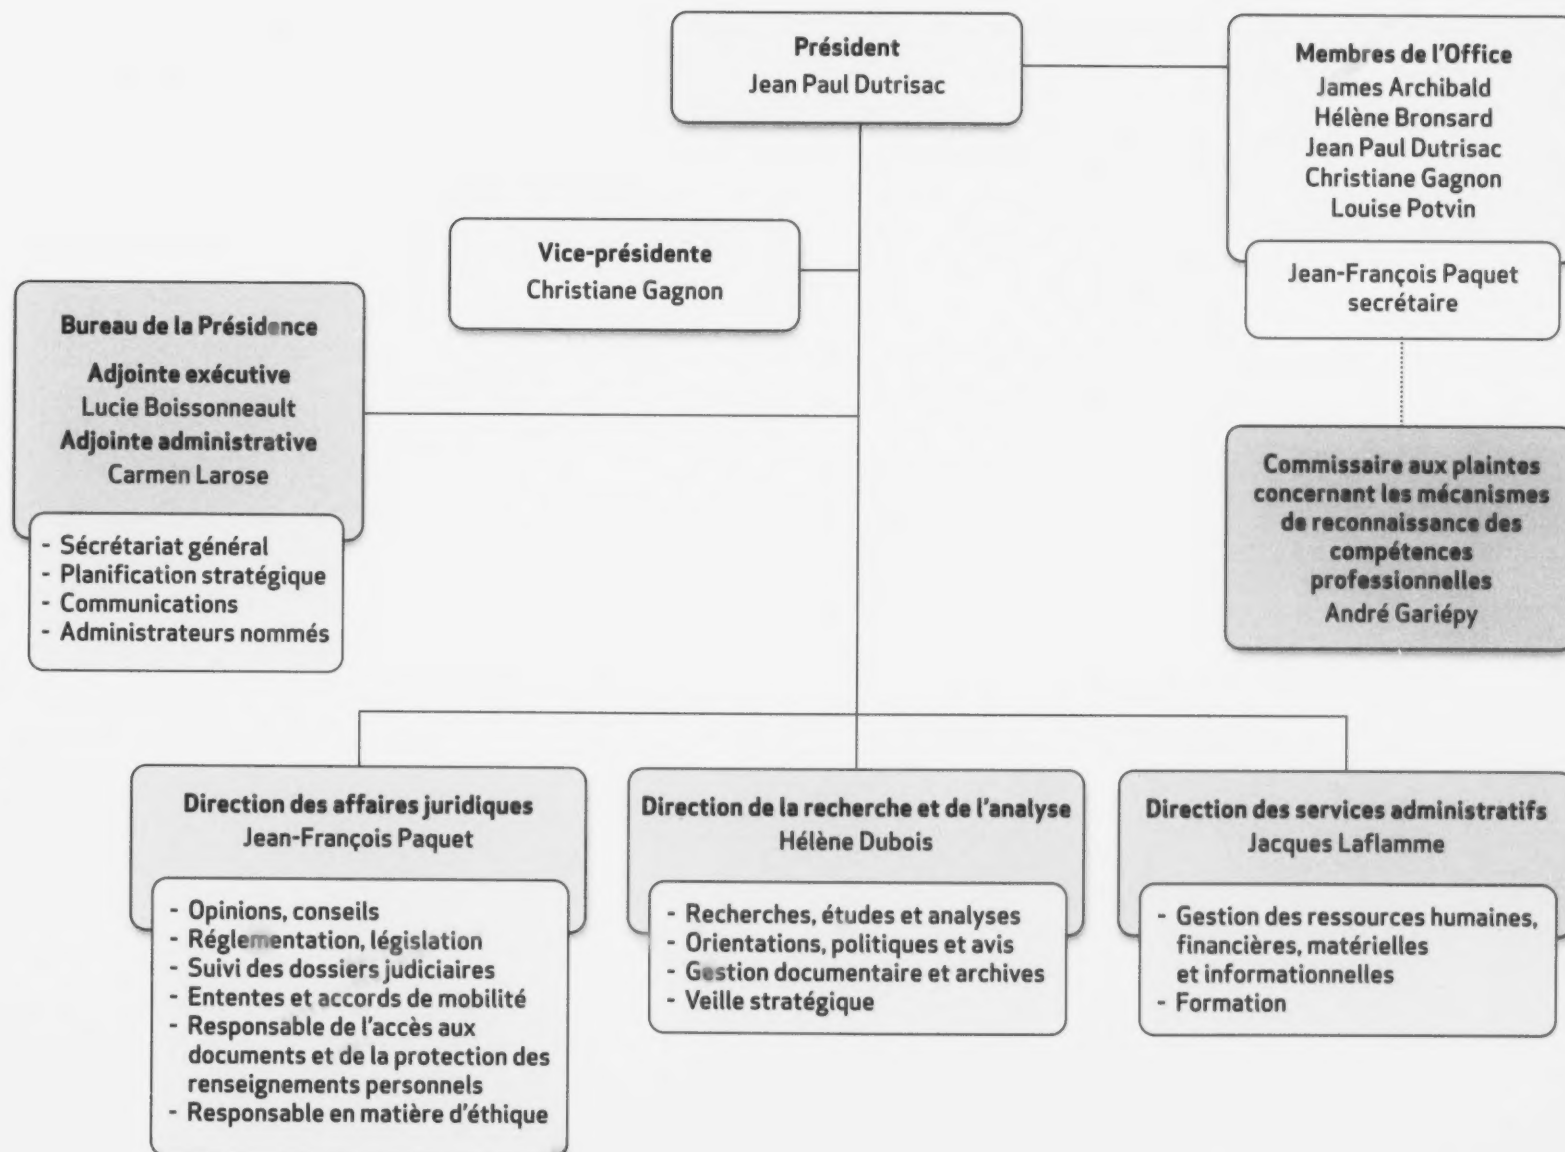 Président
Jean Paul Dutrisac
Membres de l'Office
James Archibald
Hélène Bronsard
Jean Paul Dutrisac
Christiane Gagnon
Louise Potvin
Jean-François Paquet
secrétaire
Vice-présidente
Christiane Gagnon
Bureau de la Présidence
Adjointe exécutive
Lucie Boissonneault
Adjointe administrative
Carmen Larose
- Sécrétariat général
- Planification stratégique
- Communications
- Administrateurs nommés
Commissaire aux plaintes
concernant les mécanismes
de reconnaissance des
compétences
professionnelles
André Gariépy
Direction des affaires juridiques
Jean-François Paquet
- Opinions, conseils
- Réglementation, législation
- Suivi des dossiers judiciaires
- Ententes et accords de mobilité
- Responsable de l'accès aux
documents et de la protection des
renseignements personnels
- Responsable en matière d'éthique
Direction de la recherche et de l'analyse
Hélène Dubois
- Recherches, études et analyses
- Orientations, politiques et avis
- Gestion documentaire et archives
- Veille stratégique
Direction des services administratifs
Jacques Laflamme
- Gestion des ressources humaines,
financières, matérielles
et informationnelles
- Formation